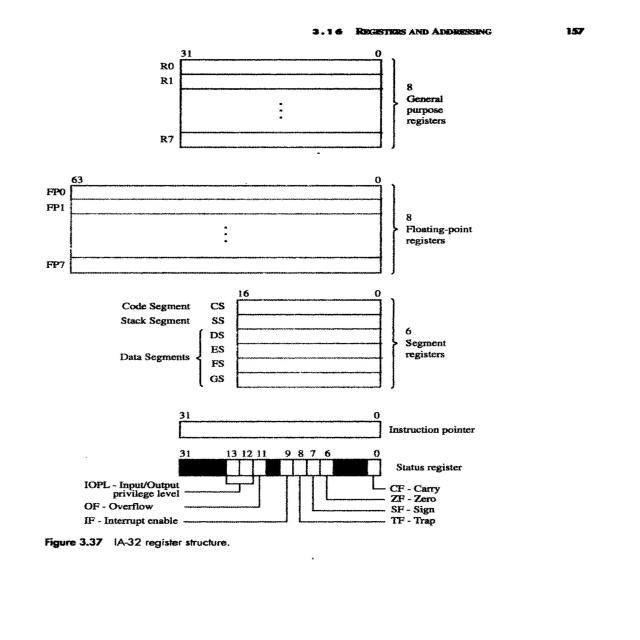 3.16 REGISTERS AND ADDRESSING 157
31 0
R0
R1
R7
8
General
purpose
registers
63 0
FP0
FP1
FP7
8
Floating-point
registers
16 0
Code Segment CS
Stack Segment SS
DS
ES
Data Segments
FS
GS
6
Segment
registers
31 0
Instruction pointer
31 13 12 11 9 8 7 6 0
Status register
IOPL - Input/Output
privilege level
OF - Overflow
IF - Interrupt enable
CF - Carry
ZF - Zero
SF - Sign
TF - Trap
Figure 3.37 IA-32 register structure.